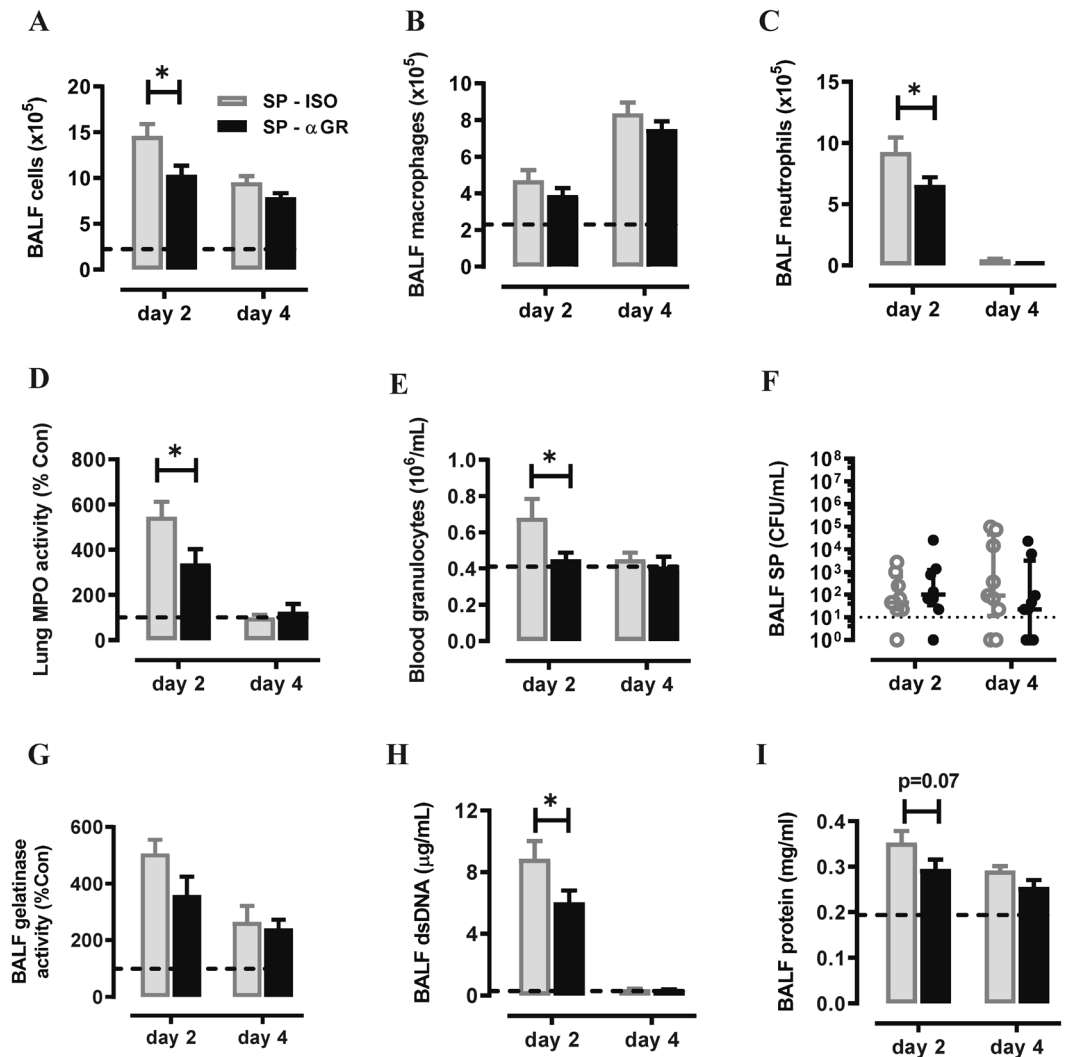 A
BALF cells (x10⁵)
20
15
10
5
0
*
SP - ISO
SP - αGR
day 2 day 4
B
BALF macrophages (x10⁵)
10
8
6
4
2
0
day 2 day 4
C
BALF neutrophils (x10⁵)
15
10
5
0
*
day 2 day 4
D
Lung MPO activity (% Con)
800
600
400
200
0
*
day 2 day 4
E
Blood granulocytes (10⁶/mL)
1.0
0.8
0.6
0.4
0.2
0.0
*
day 2 day 4
F
BALF SP (CFU/mL)
10⁸
10⁷
10⁶
10⁵
10⁴
10³
10²
10¹
10⁰
day 2 day 4
G
BALF gelatinase
activity (%Con)
600
400
200
0
day 2 day 4
H
BALF dsDNA (µg/mL)
12
8
4
0
*
day 2 day 4
I
BALF protein (mg/ml)
p=0.07
0.4
0.3
0.2
0.1
0.0
day 2 day 4